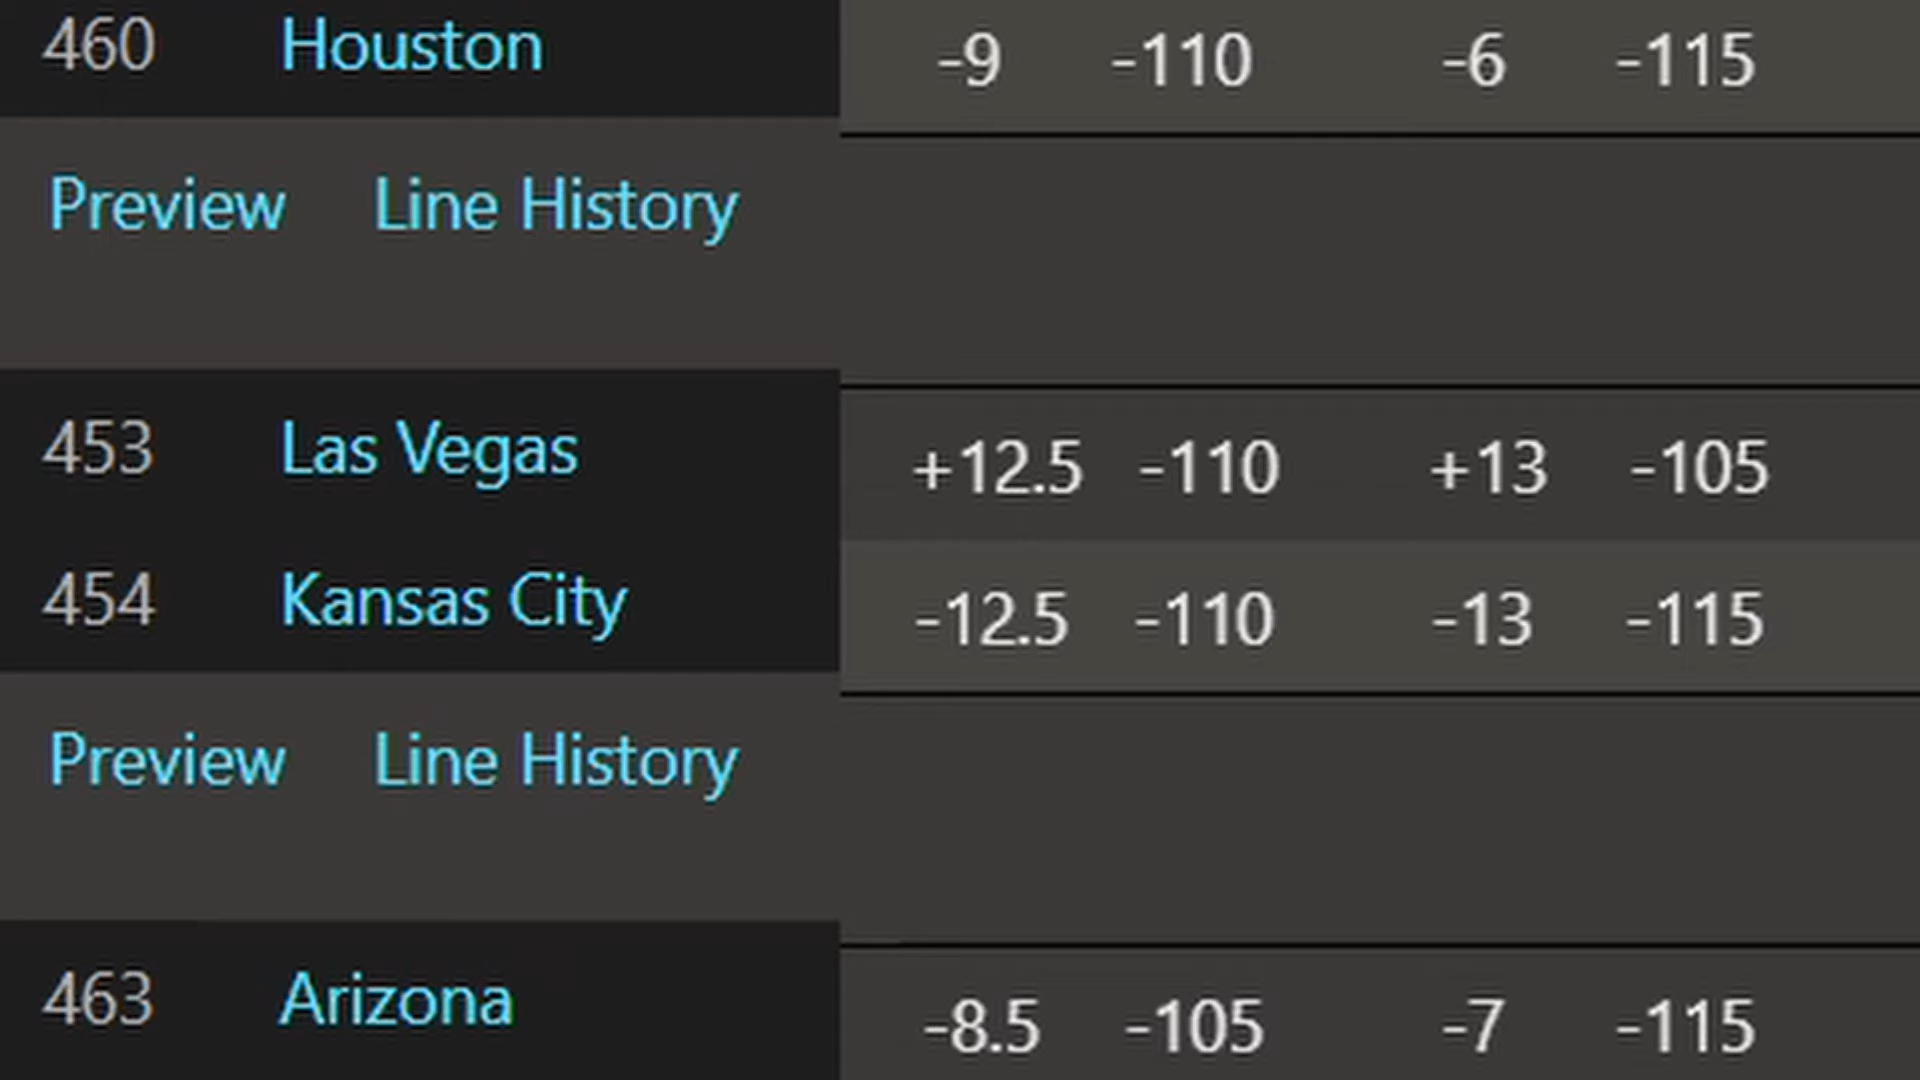 460 Houston -9 -110 -6 -115
Preview Line History
453 Las Vegas +12.5 -110 +13 -105
454 Kansas City -12.5 -110 -13 -115
Preview Line History
463 Arizona -8.5 -105 -7 -115